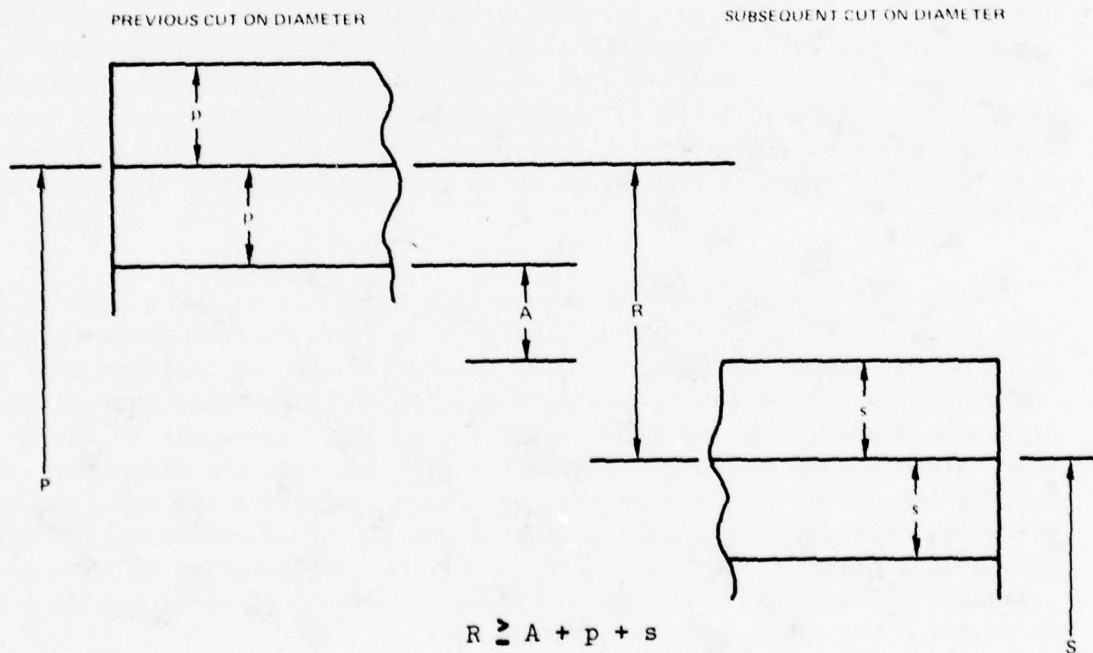 PREVIOUS CUT ON DIAMETER
SUBSEQUENT CUT ON DIAMETER
p
p
A
R
s
s
P
S
R ≧ A + p + s